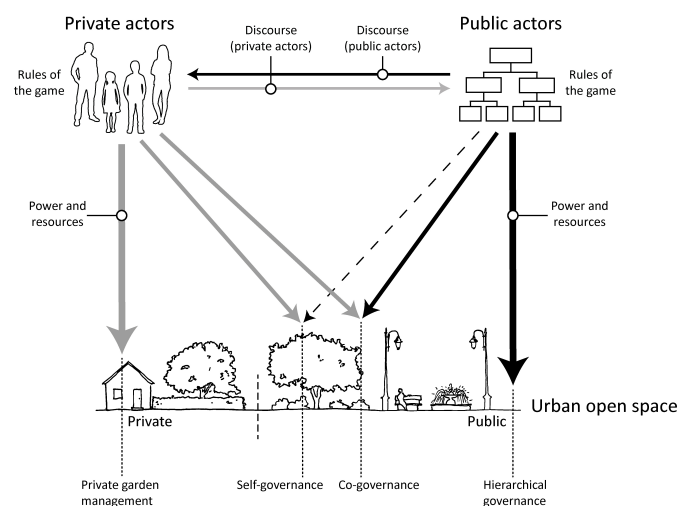 Private actors
Discourse
(private actors)
Discourse
(public actors)
Public actors
Rules of
the game
Rules of
the game
Power and
resources
Power and
resources
Urban open space
Private
Public
Private garden
management
Self-governance
Co-governance
Hierarchical
governance